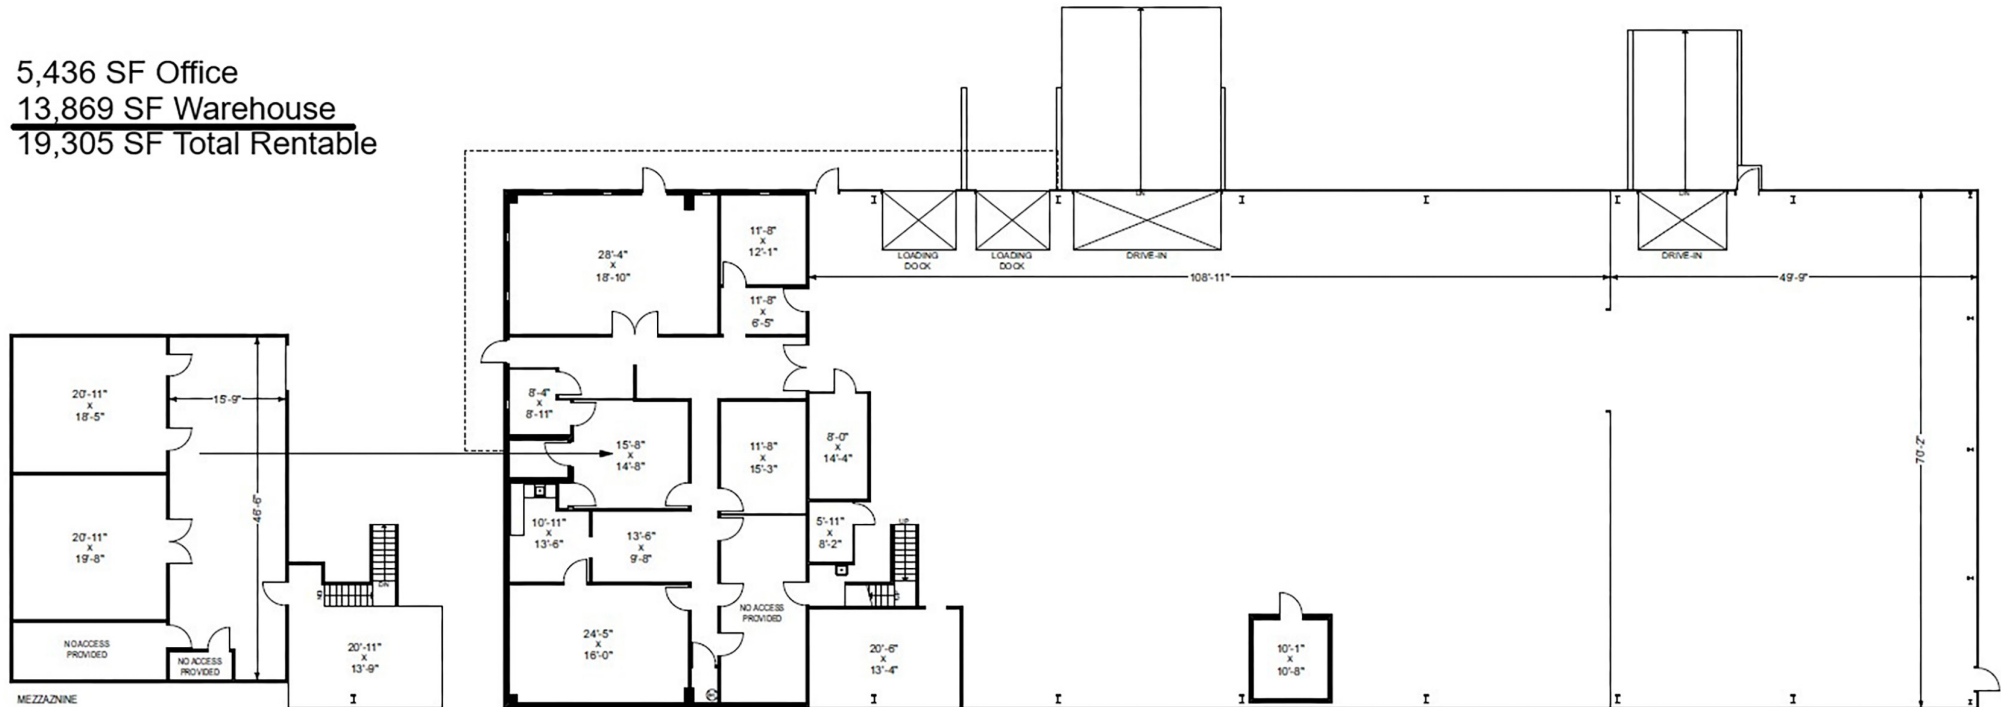 5,436 SF Office
13,869 SF Warehouse
19,305 SF Total Rentable
28'-4"
x
18'-10"
11'-8"
x
12'-1"
11'-8"
x
6'-5"
LOADING
DOCK
LOADING
DOCK
DN
DRIVE-IN
DN
DRIVE-IN
108'-11"
49'-9"
70'-2"
20'-11"
x
18'-5"
15'-9"
46'-6"
20'-11"
x
19'-8"
NO ACCESS
PROVIDED
NO ACCESS
PROVIDED
MEZZAZNINE
DN
UP
20'-11"
x
13'-9"
8'-4"
x
8'-11"
15'-8"
x
14'-8"
11'-8"
x
15'-3"
8'-0"
x
14'-4"
10'-11"
x
13'-6"
13'-6"
x
9'-8"
5'-11"
x
8'-2"
UP
24'-5"
x
16'-0"
NO ACCESS
PROVIDED
20'-6"
x
13'-4"
10'-1"
x
10'-8"